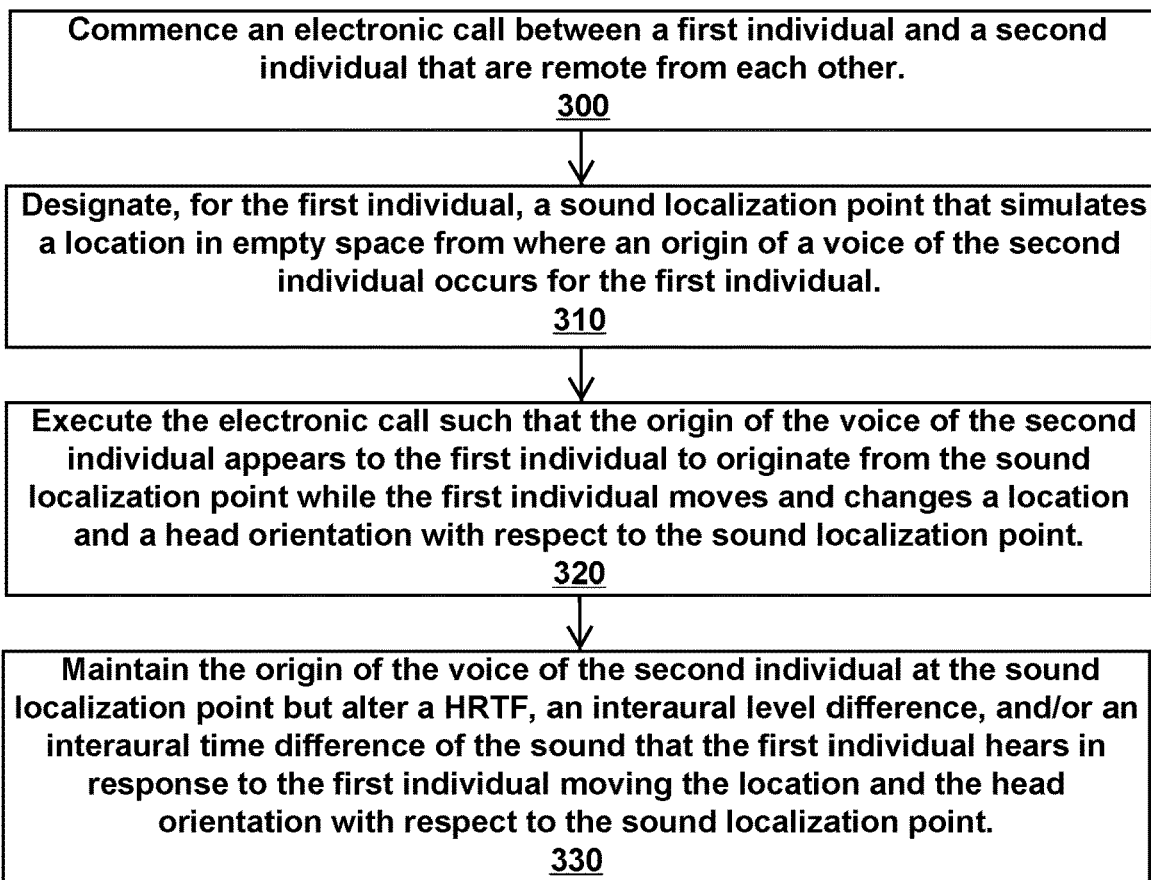 Commence an electronic call between a first individual and a second
individual that are remote from each other.
300
Designate, for the first individual, a sound localization point that simulates
a location in empty space from where an origin of a voice of the second
individual occurs for the first individual.
310
Execute the electronic call such that the origin of the voice of the second
individual appears to the first individual to originate from the sound
localization point while the first individual moves and changes a location
and a head orientation with respect to the sound localization point.
320
Maintain the origin of the voice of the second individual at the sound
localization point but alter a HRTF, an interaural level difference, and/or an
interaural time difference of the sound that the first individual hears in
response to the first individual moving the location and the head
orientation with respect to the sound localization point.
330